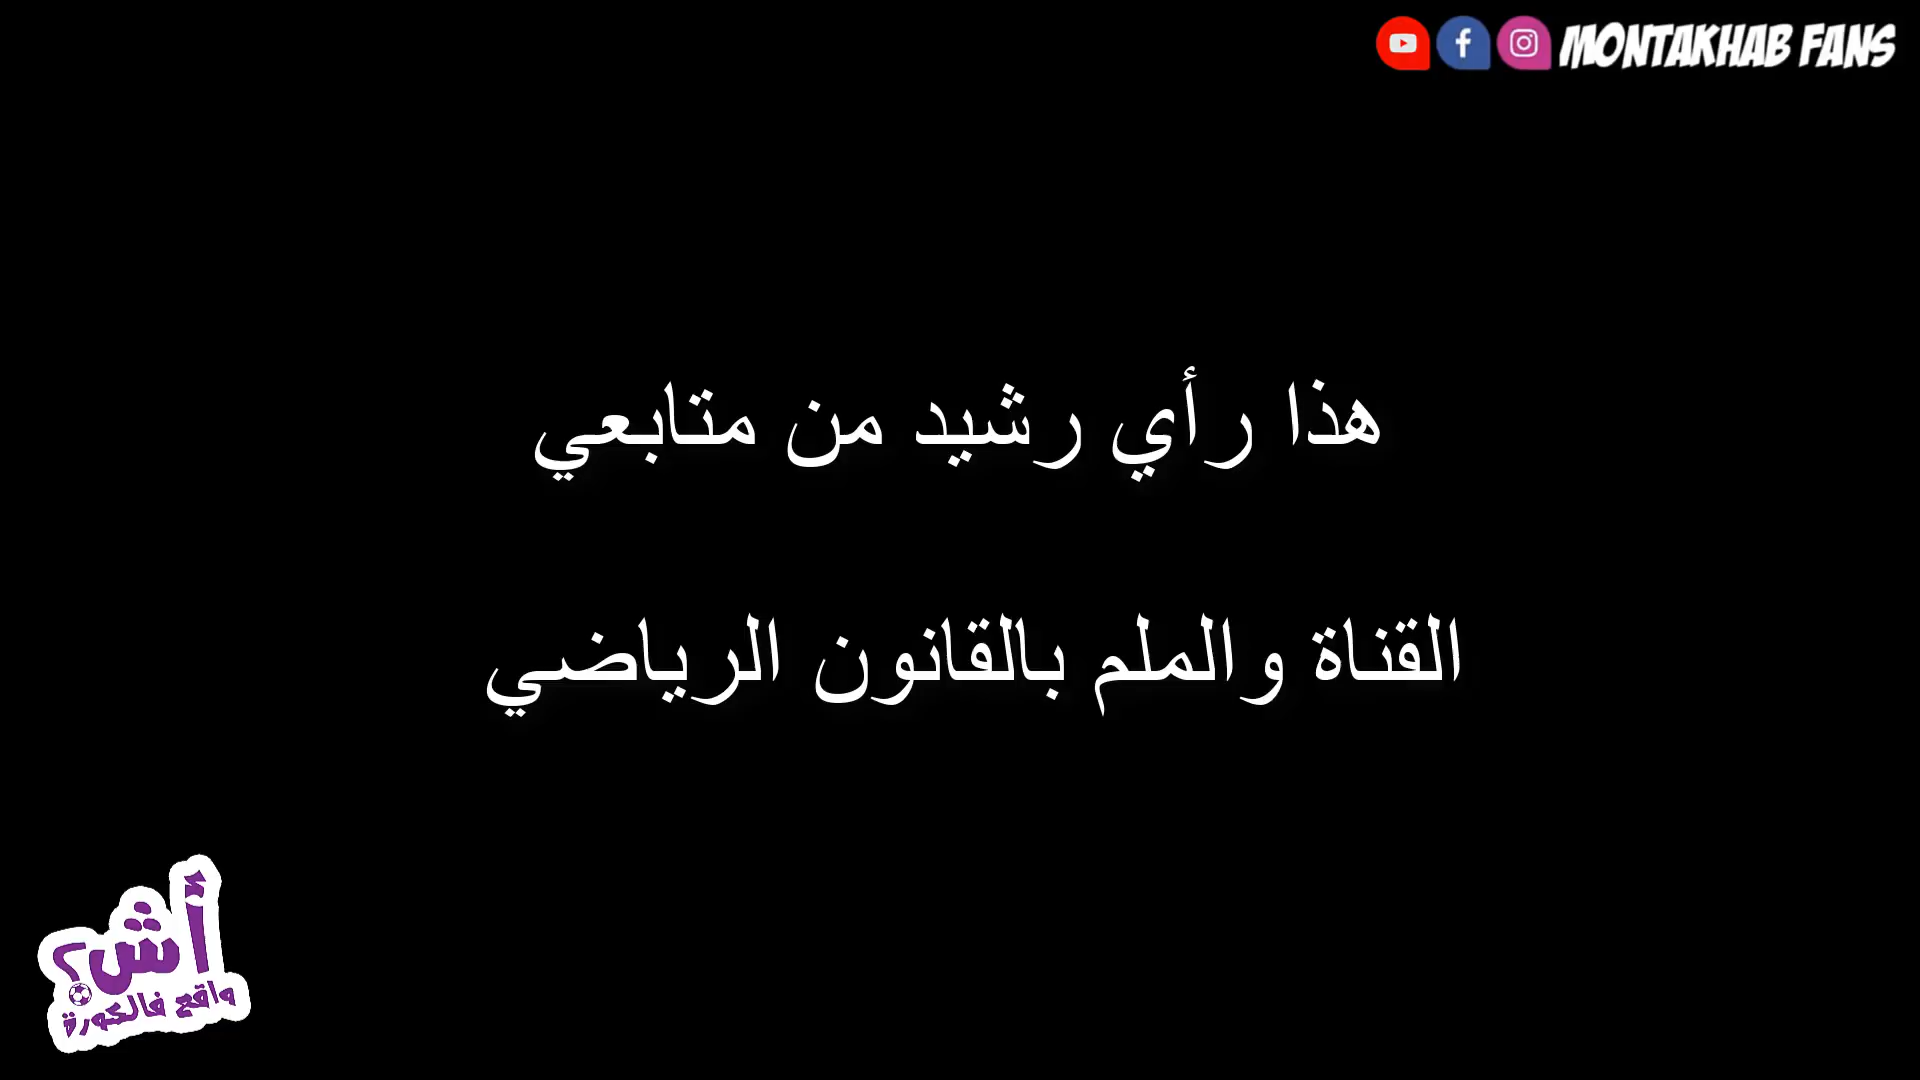 MONTAKHAB FANS
هذا رأي رشيد من متابعي
القناة والملم بالقانون الرياضي
أش؟
واقع فالكورة